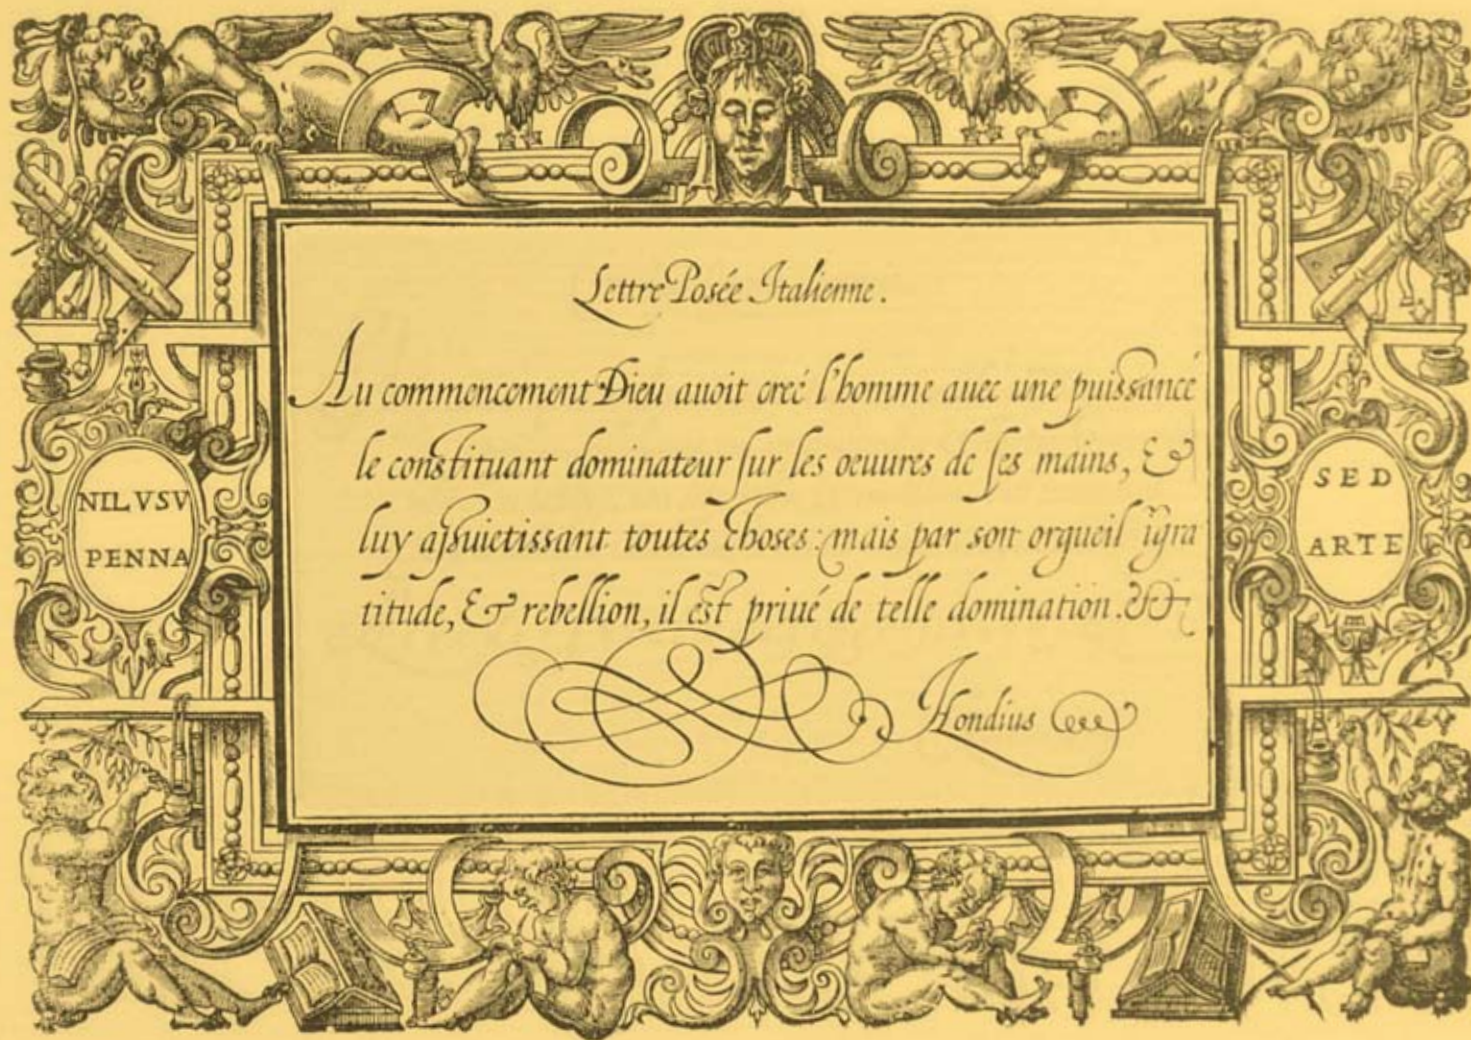 Lettre Posée Italienne.
Au commencement Dieu auoit creé l'homme auec une puissance
le constituant dominateur sur les oeuures de ses mains, &
luy assuietissant toutes choses: mais par son orgueil ĩgra
titude, & rebellion, il est priué de telle domination. &c
Hondius
NIL VSV
PENNA
SED
ARTE